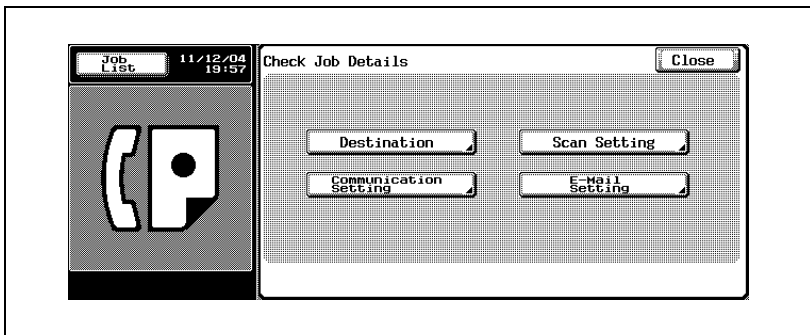 Job
List
11/12/04
19:57
Check Job Details
Close
Destination
Scan Setting
Communication
Setting
E-Mail
Setting